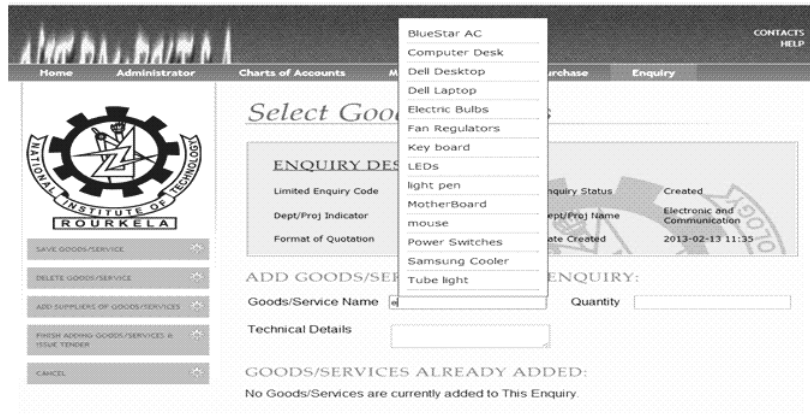 CONTACTS
HELP
Home Administrator Charts of Accounts M urchase Enquiry
BlueStar AC
Computer Desk
Dell Desktop
Dell Laptop
Electric Bulbs
Fan Regulators
Key board
LEDs
light pen
MotherBoard
mouse
Power Switches
Samsung Cooler
Tube light
NATIONAL INSTITUTE OF TECHNOLOGY
ROURKELA
SAVE GOODS/SERVICE
DELETE GOODS/SERVICE
ADD SUPPLIERS OF GOODS/SERVICES
FINISH ADDING GOODS/SERVICES &
ISSUE TENDER
CANCEL
Select Goo s
ENQUIRY DES
Limited Enquiry Code nquiry Status Created
Dept/Proj Indicator ept/Proj Name Electronic and
Communication
Format of Quotation ate Created 2013-02-13 11:35
OLOGY
ADD GOODS/SER ENQUIRY:
Goods/Service Name e Quantity
Technical Details
GOODS/SERVICES ALREADY ADDED:
No Goods/Services are currently added to This Enquiry.